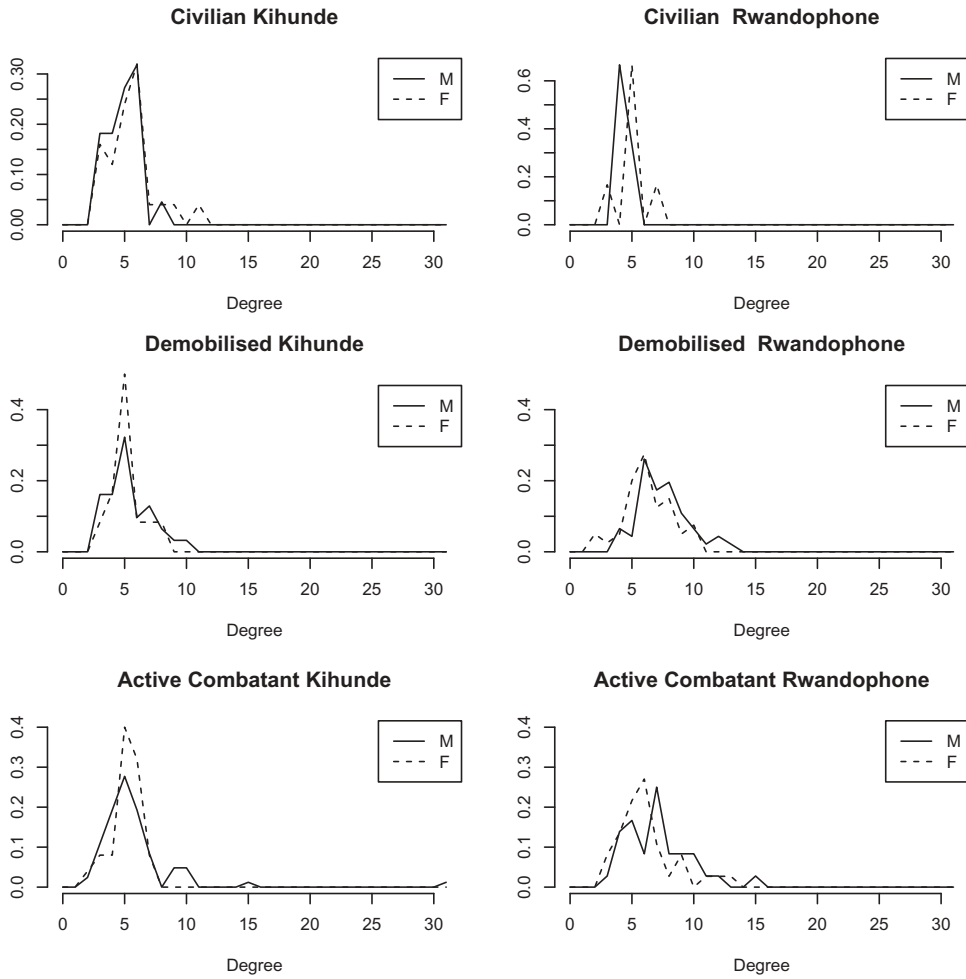 Civilian Kihunde
M
F
0.00 0.10 0.20 0.30
0 5 10 15 20 25 30
Degree
Civilian Rwandophone
M
F
0.0 0.2 0.4 0.6
0 5 10 15 20 25 30
Degree
Demobilised Kihunde
M
F
0.0 0.2 0.4
0 5 10 15 20 25 30
Degree
Demobilised Rwandophone
M
F
0.0 0.2 0.4
0 5 10 15 20 25 30
Degree
Active Combatant Kihunde
M
F
0.0 0.1 0.2 0.3 0.4
0 5 10 15 20 25 30
Degree
Active Combatant Rwandophone
M
F
0.0 0.1 0.2 0.3 0.4
0 5 10 15 20 25 30
Degree